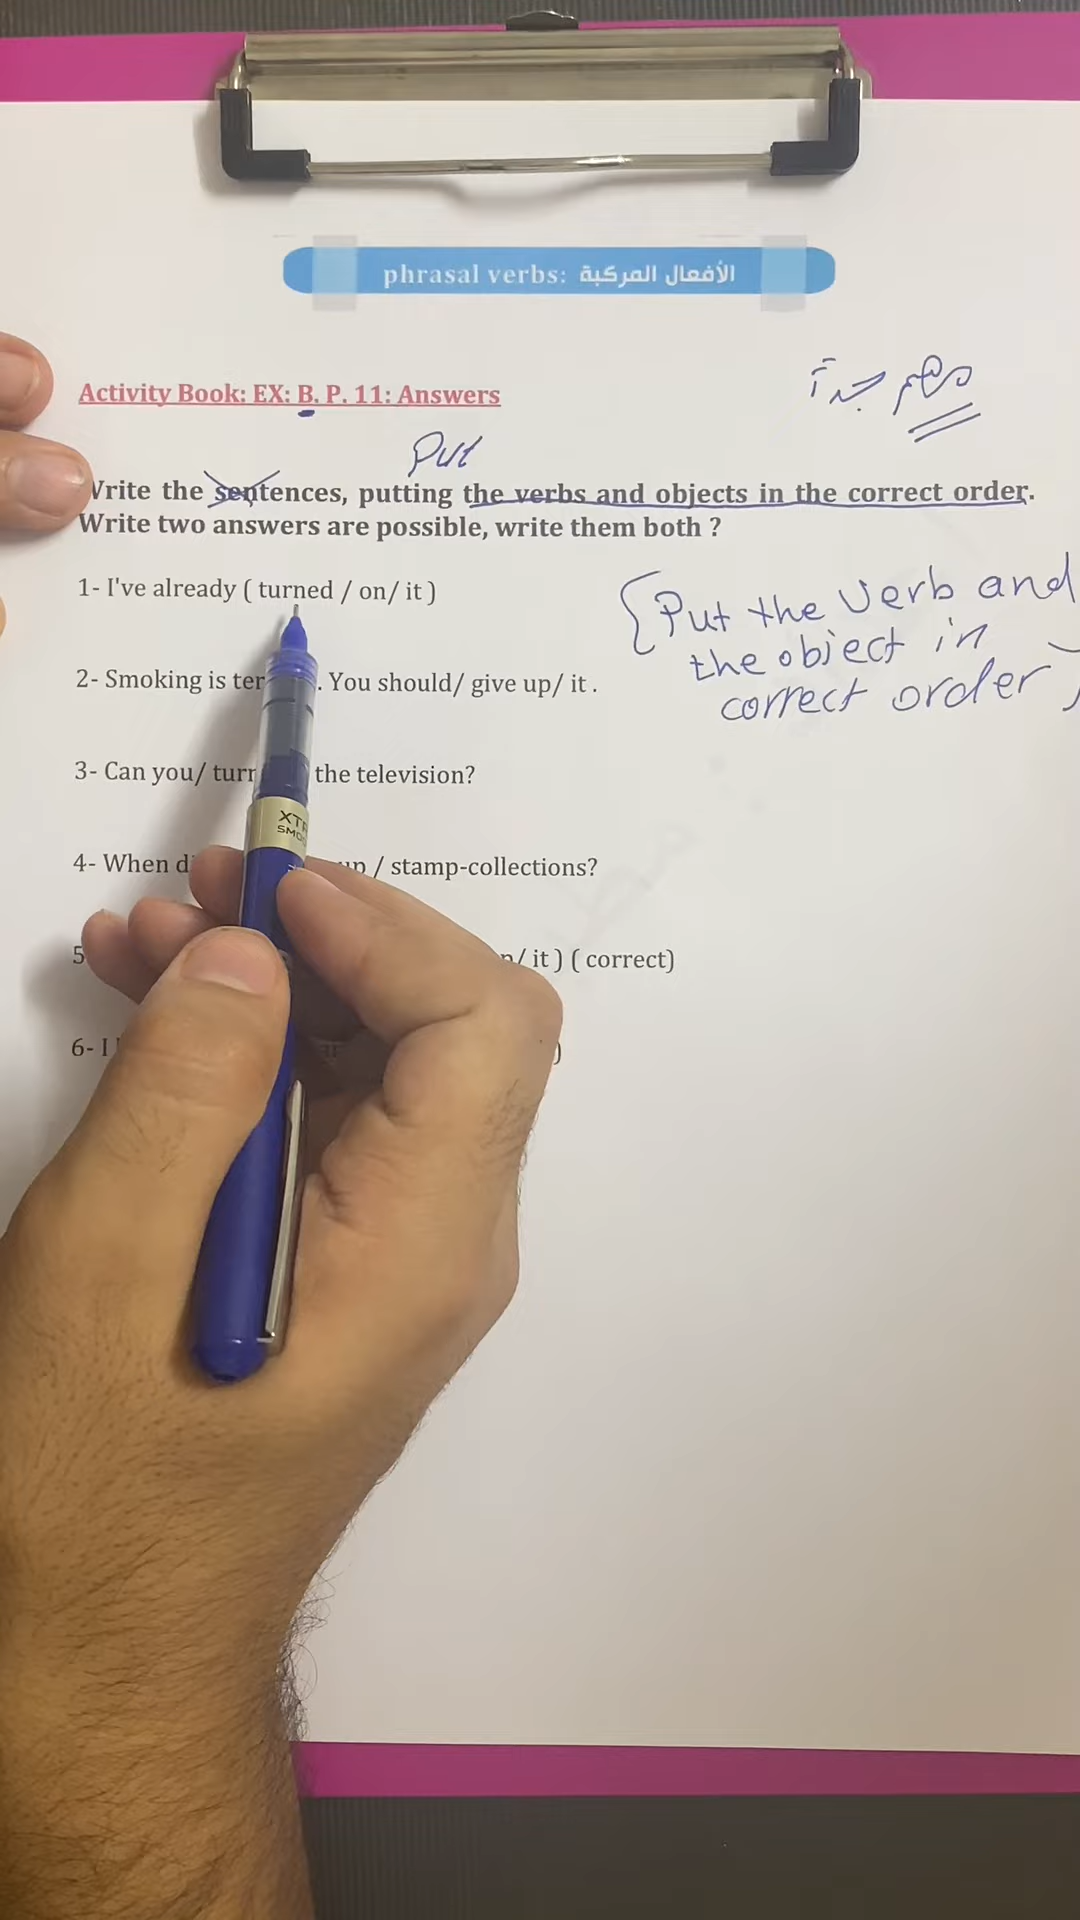 phrasal verbs: الأفعال المركبة
مهم جداً
Activity Book: EX: B. P. 11: Answers
Put
Write the sentences, putting the verbs and objects in the correct order.
Write two answers are possible, write them both ?
1- I've already ( turned / on/ it )
{Put the verb and
the object in
correct order}
2- Smoking is . You should/ give up/ it .
3- Can you/ the television?
4- When up / stamp-collections?
5 / it ) ( correct)
6- I )
XTR
SMOO